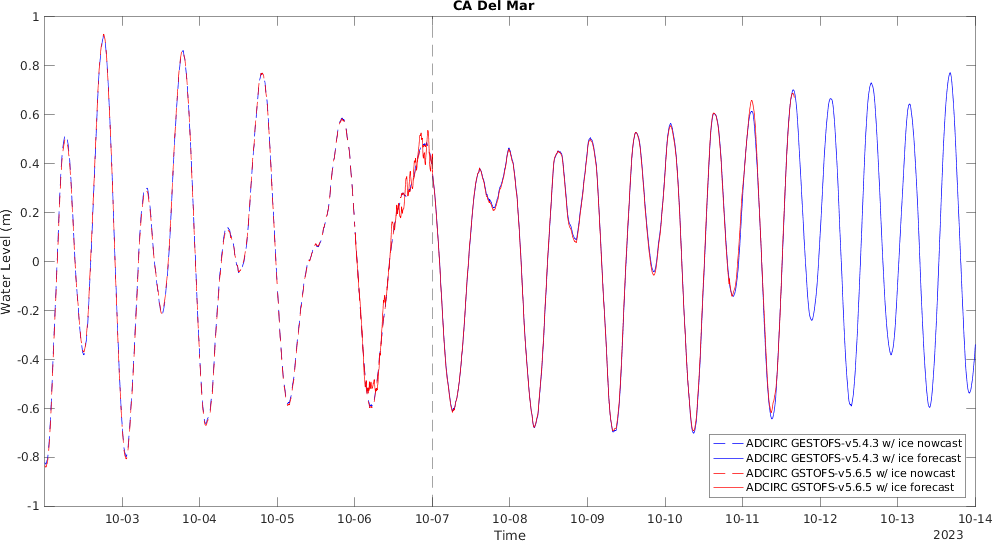 CA Del Mar
1
0.8
0.6
0.4
0.2
0
-0.2
-0.4
-0.6
-0.8
-1
Water Level (m)
10-03 10-04 10-05 10-06 10-07 10-08 10-09 10-10 10-11 10-12 10-13 10-14
Time
2023
ADCIRC GESTOFS-v5.4.3 w/ ice nowcast
ADCIRC GESTOFS-v5.4.3 w/ ice forecast
ADCIRC GSTOFS-v5.6.5 w/ ice nowcast
ADCIRC GSTOFS-v5.6.5 w/ ice forecast